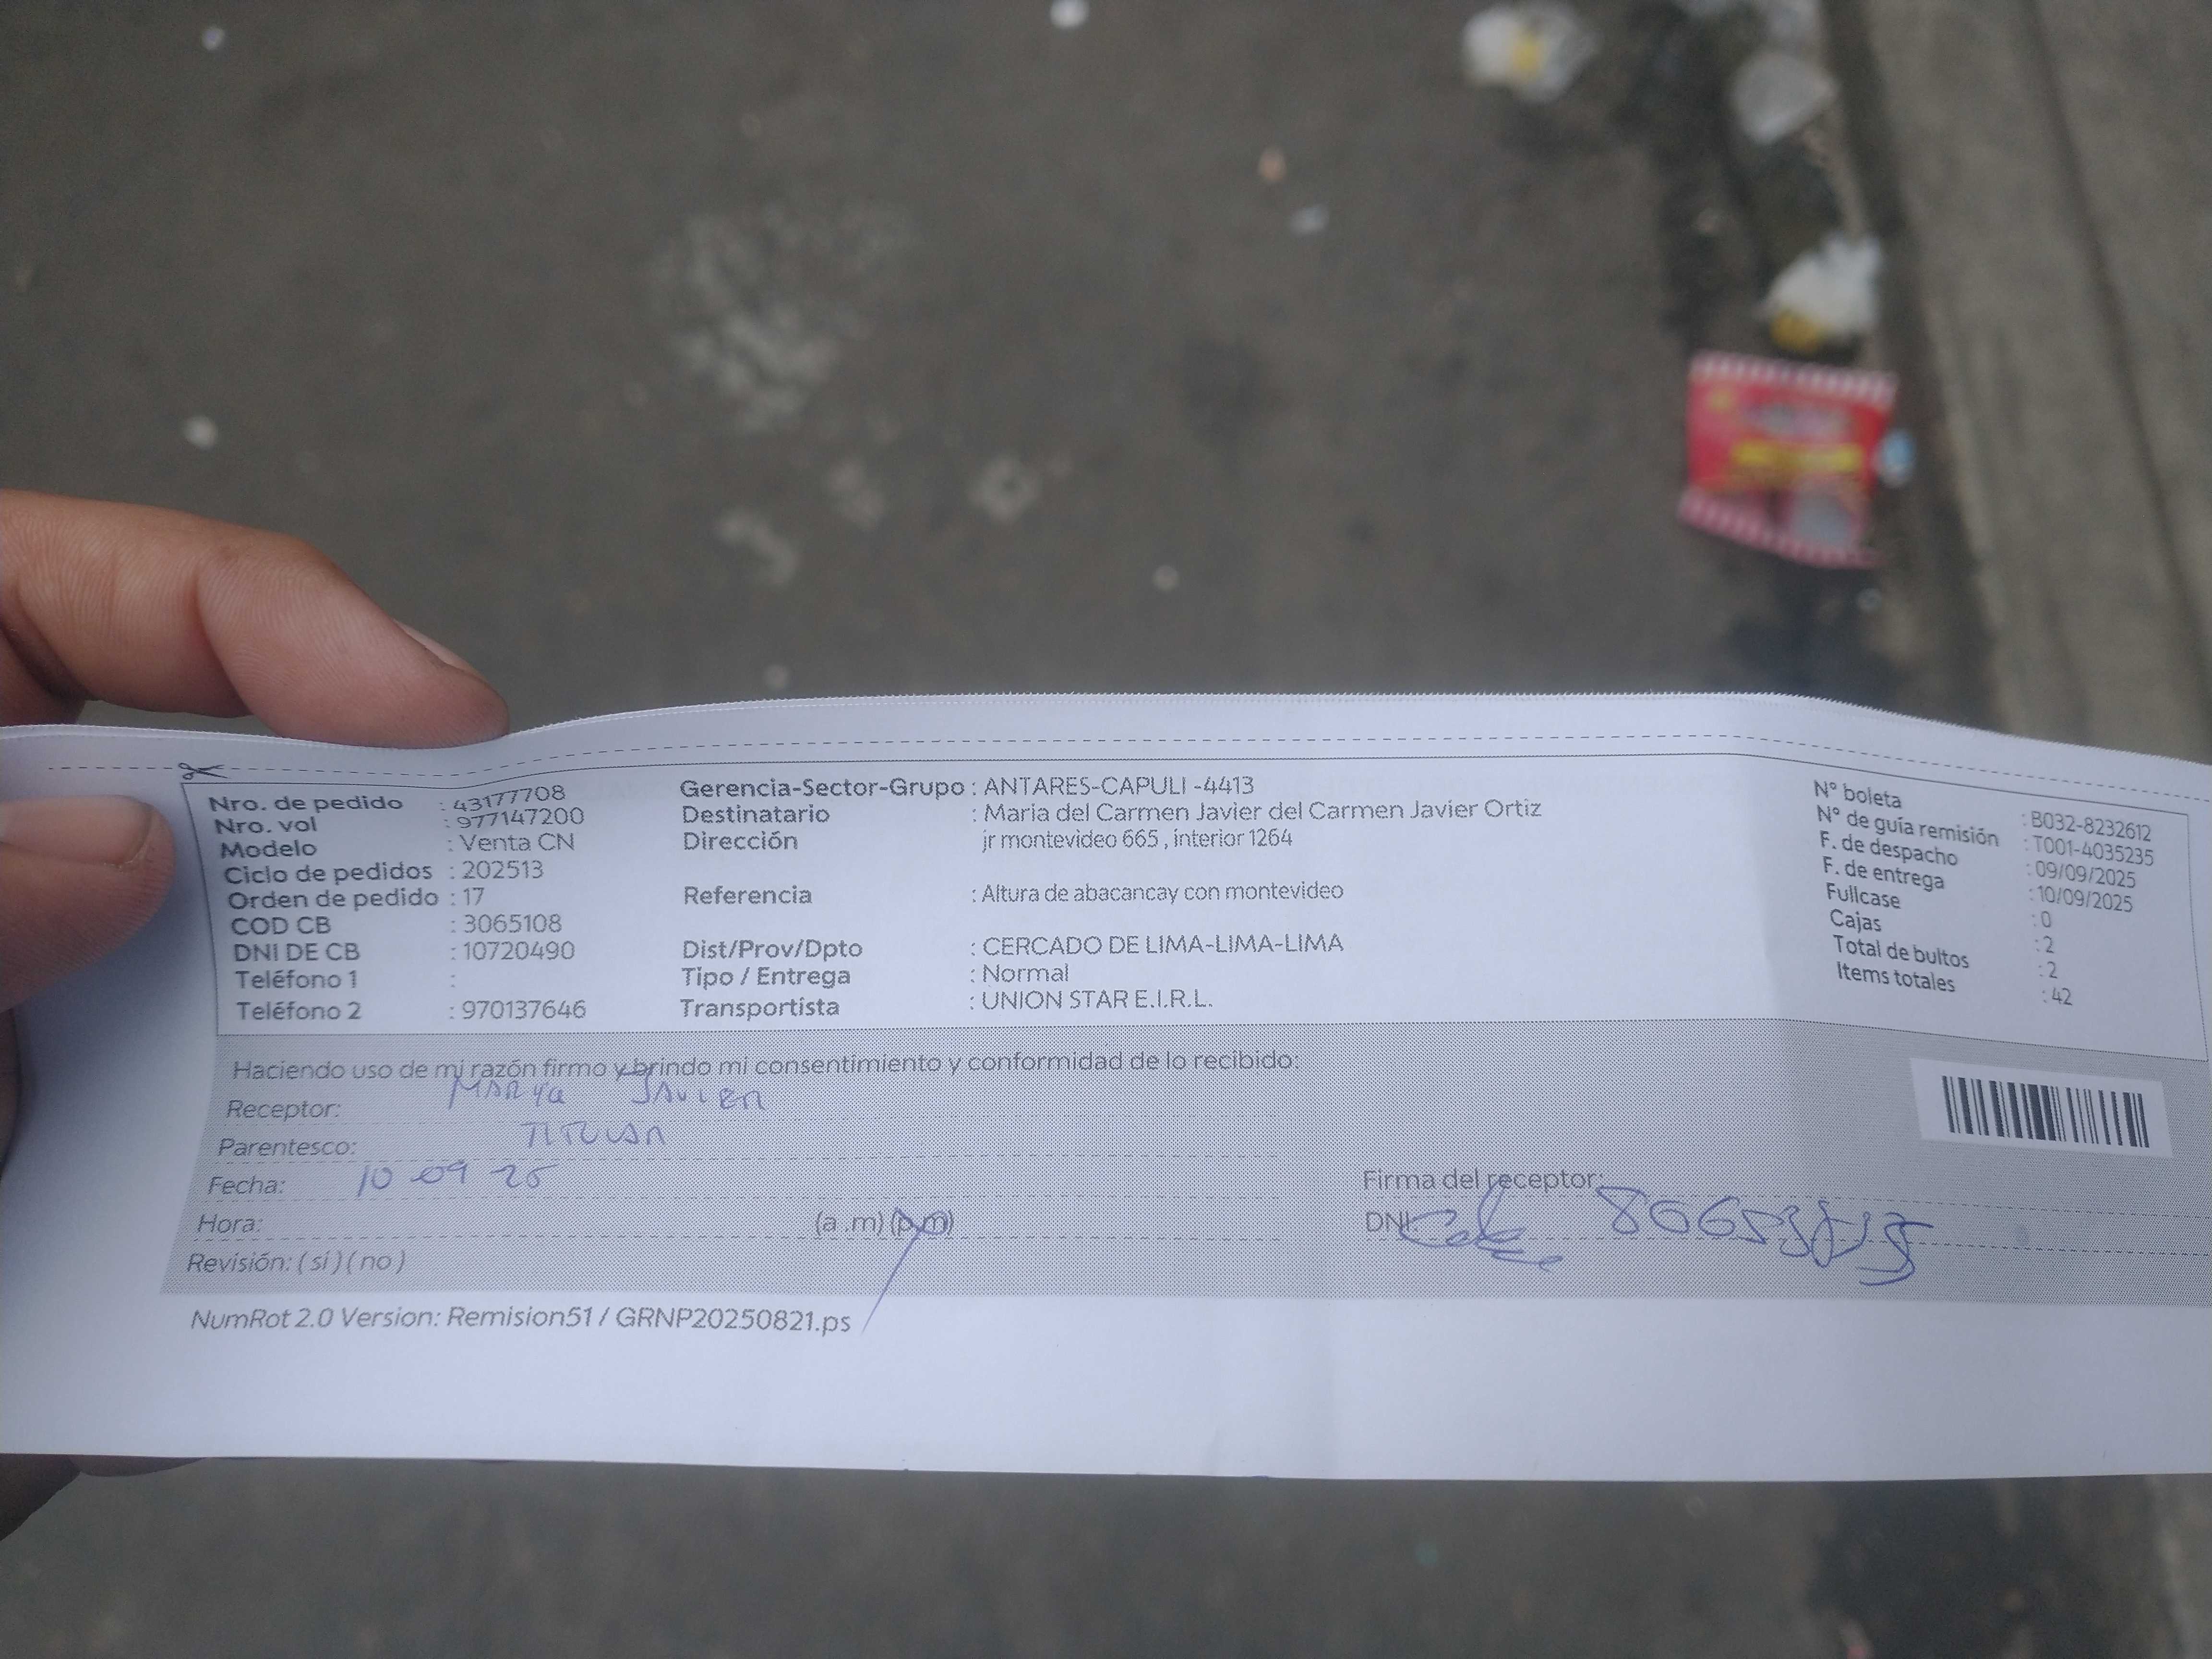 Nro. de pedido : 43177708
Nro. vol : 977147200
Modelo : Venta CN
Ciclo de pedidos : 202513
Orden de pedido : 17
COD CB : 3065108
DNI DE CB : 10720490
Teléfono 1 :
Teléfono 2 : 970137646
Gerencia-Sector-Grupo : ANTARES-CAPULI -4413
Destinatario : Maria del Carmen Javier del Carmen Javier Ortiz
Dirección jr montevideo 665 , interior 1264
Referencia : Altura de abacancay con montevideo
Dist/Prov/Dpto : CERCADO DE LIMA-LIMA-LIMA
Tipo / Entrega : Normal
Transportista : UNION STAR E.I.R.L.
N° boleta : B032-8232612
N° de guía remisión : T001-4035235
F. de despacho : 09/09/2025
F. de entrega : 10/09/2025
Fullcase : 0
Cajas : 2
Total de bultos : 2
Items totales : 42
Haciendo uso de mi razón firmo y brindo mi consentimiento y conformidad de lo recibido:
Receptor: MARYA JAVIER
Parentesco: TITULAR
Fecha: 10 09 25
Hora: (a .m) (p.m)
Revisión: ( si ) ( no )
Firma del receptor:
DNI:
NumRot 2.0 Version: Remision51 / GRNP20250821.ps